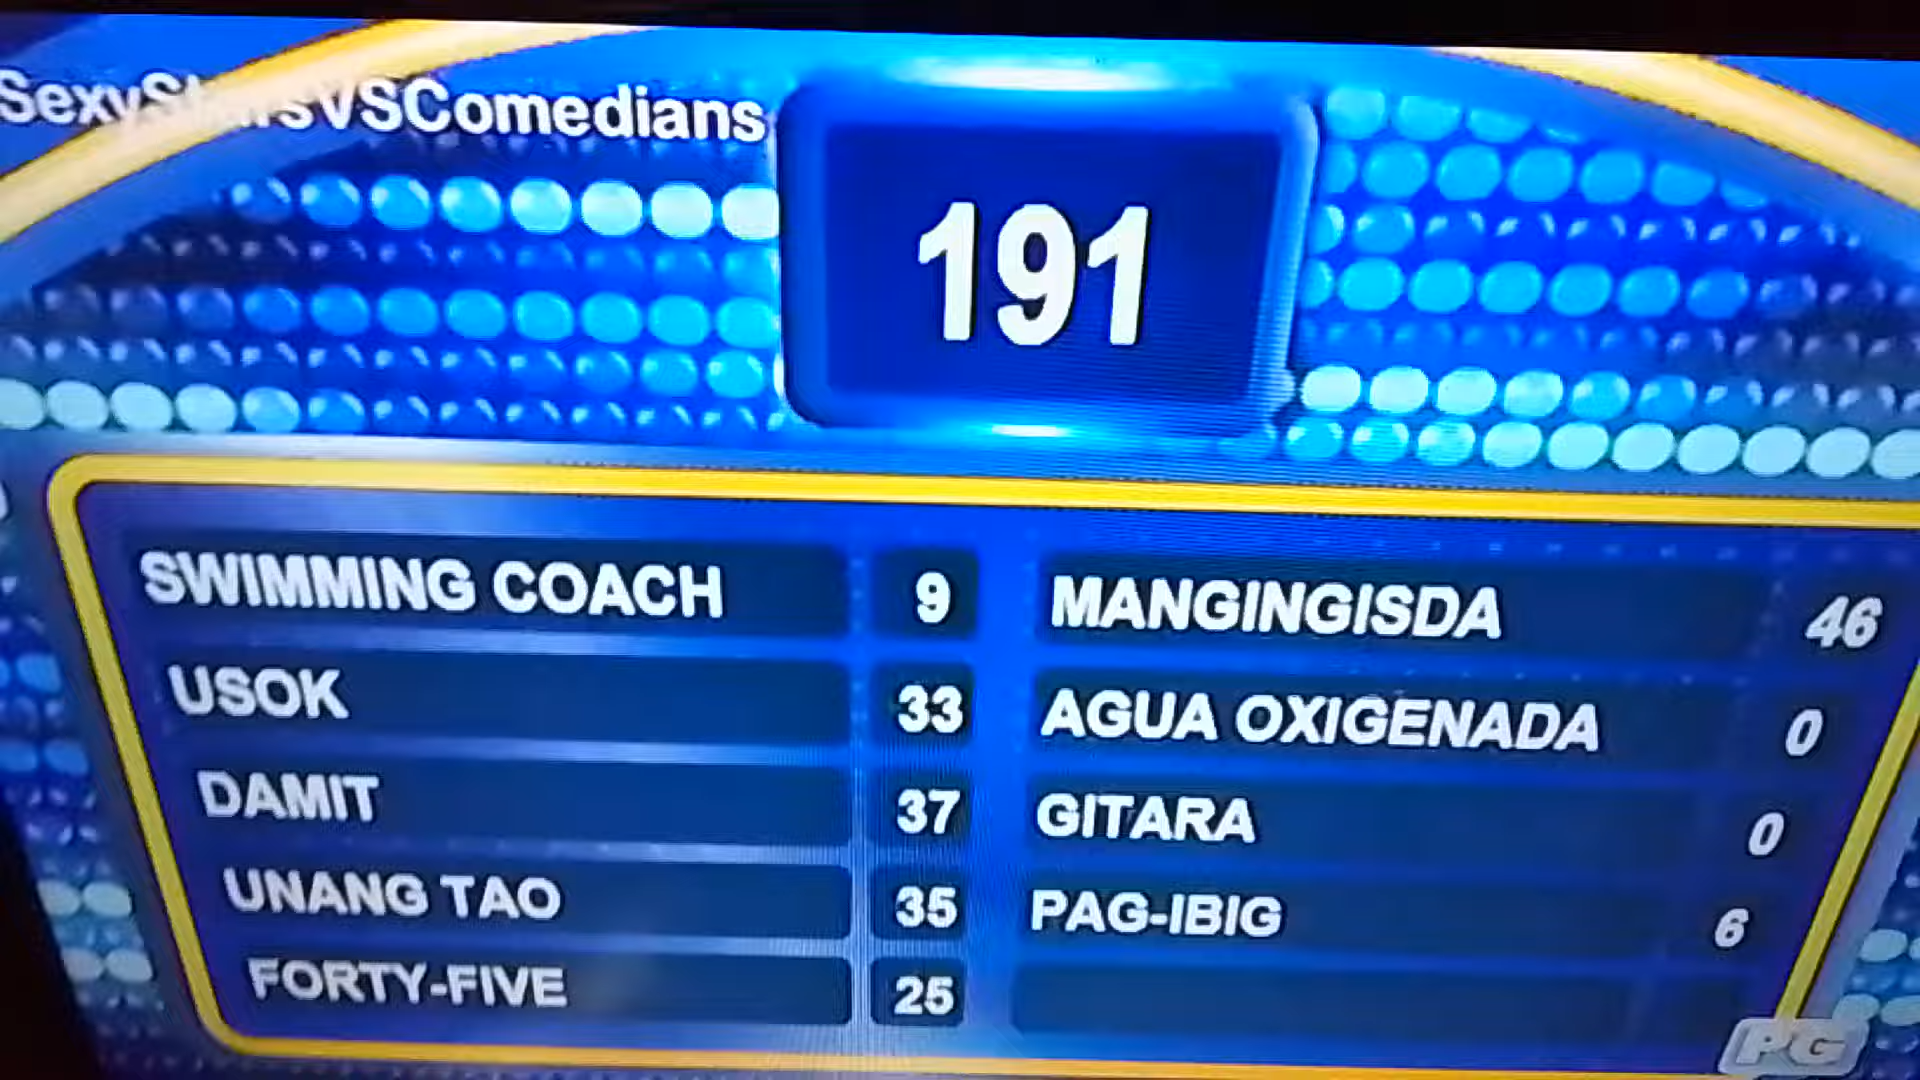 SexyStarsVSComedians
191
SWIMMING COACH 9
USOK 33
DAMIT 37
UNANG TAO 35
FORTY-FIVE 25
MANGINGISDA 46
AGUA OXIGENADA 0
GITARA 0
PAG-IBIG 6
PG